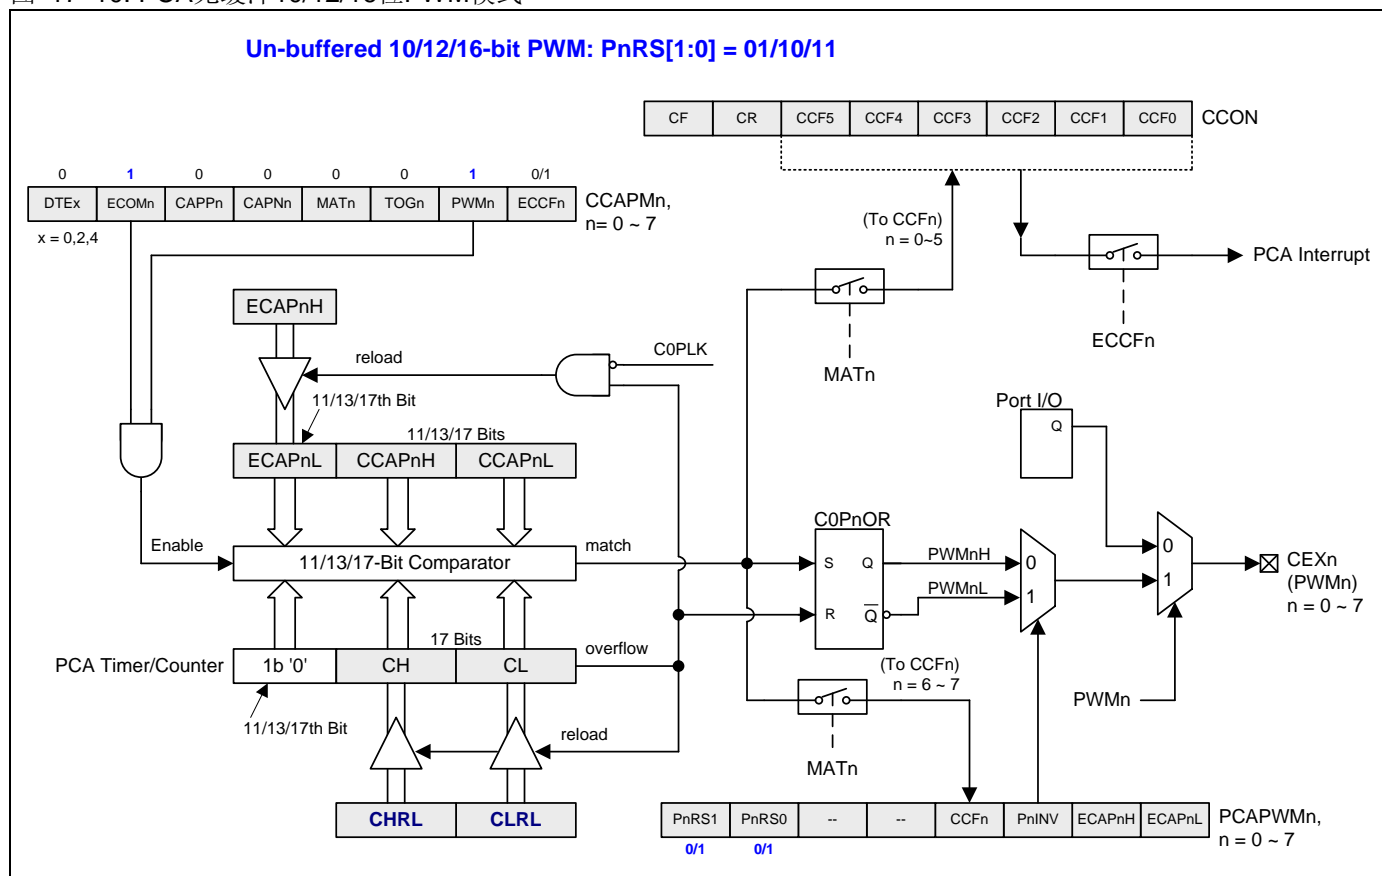 Un-buffered 10/12/16-bit PWM: PnRS[1:0] = 01/10/11
CF CR CCF5 CCF4 CCF3 CCF2 CCF1 CCF0 CCON
0 1 0 0 0 0 1 0/1
DTEx ECOMn CAPPn CAPNn MATn TOGn PWMn ECCFn CCAPMn,
n= 0 ~ 7
x = 0,2,4
(To CCFn)
n = 0~5
PCA Interrupt
ECCFn
MATn
ECAPnH
reload
C0PLK
11/13/17th Bit
11/13/17 Bits
ECAPnL CCAPnH CCAPnL
Port I/O
Q
Enable
11/13/17-Bit Comparator
match
C0PnOR
S Q
R Q
PWMnH
PWMnL
0
1
0
1
CEXn
(PWMn)
n = 0 ~ 7
17 Bits
PCA Timer/Counter 1b '0' CH CL overflow
11/13/17th Bit
reload
(To CCFn)
n = 6 ~ 7
MATn
PWMn
CHRL CLRL
PnRS1 PnRS0 -- -- CCFn PnINV ECAPnH ECAPnL PCAPWMn,
n = 0 ~ 7
0/1 0/1